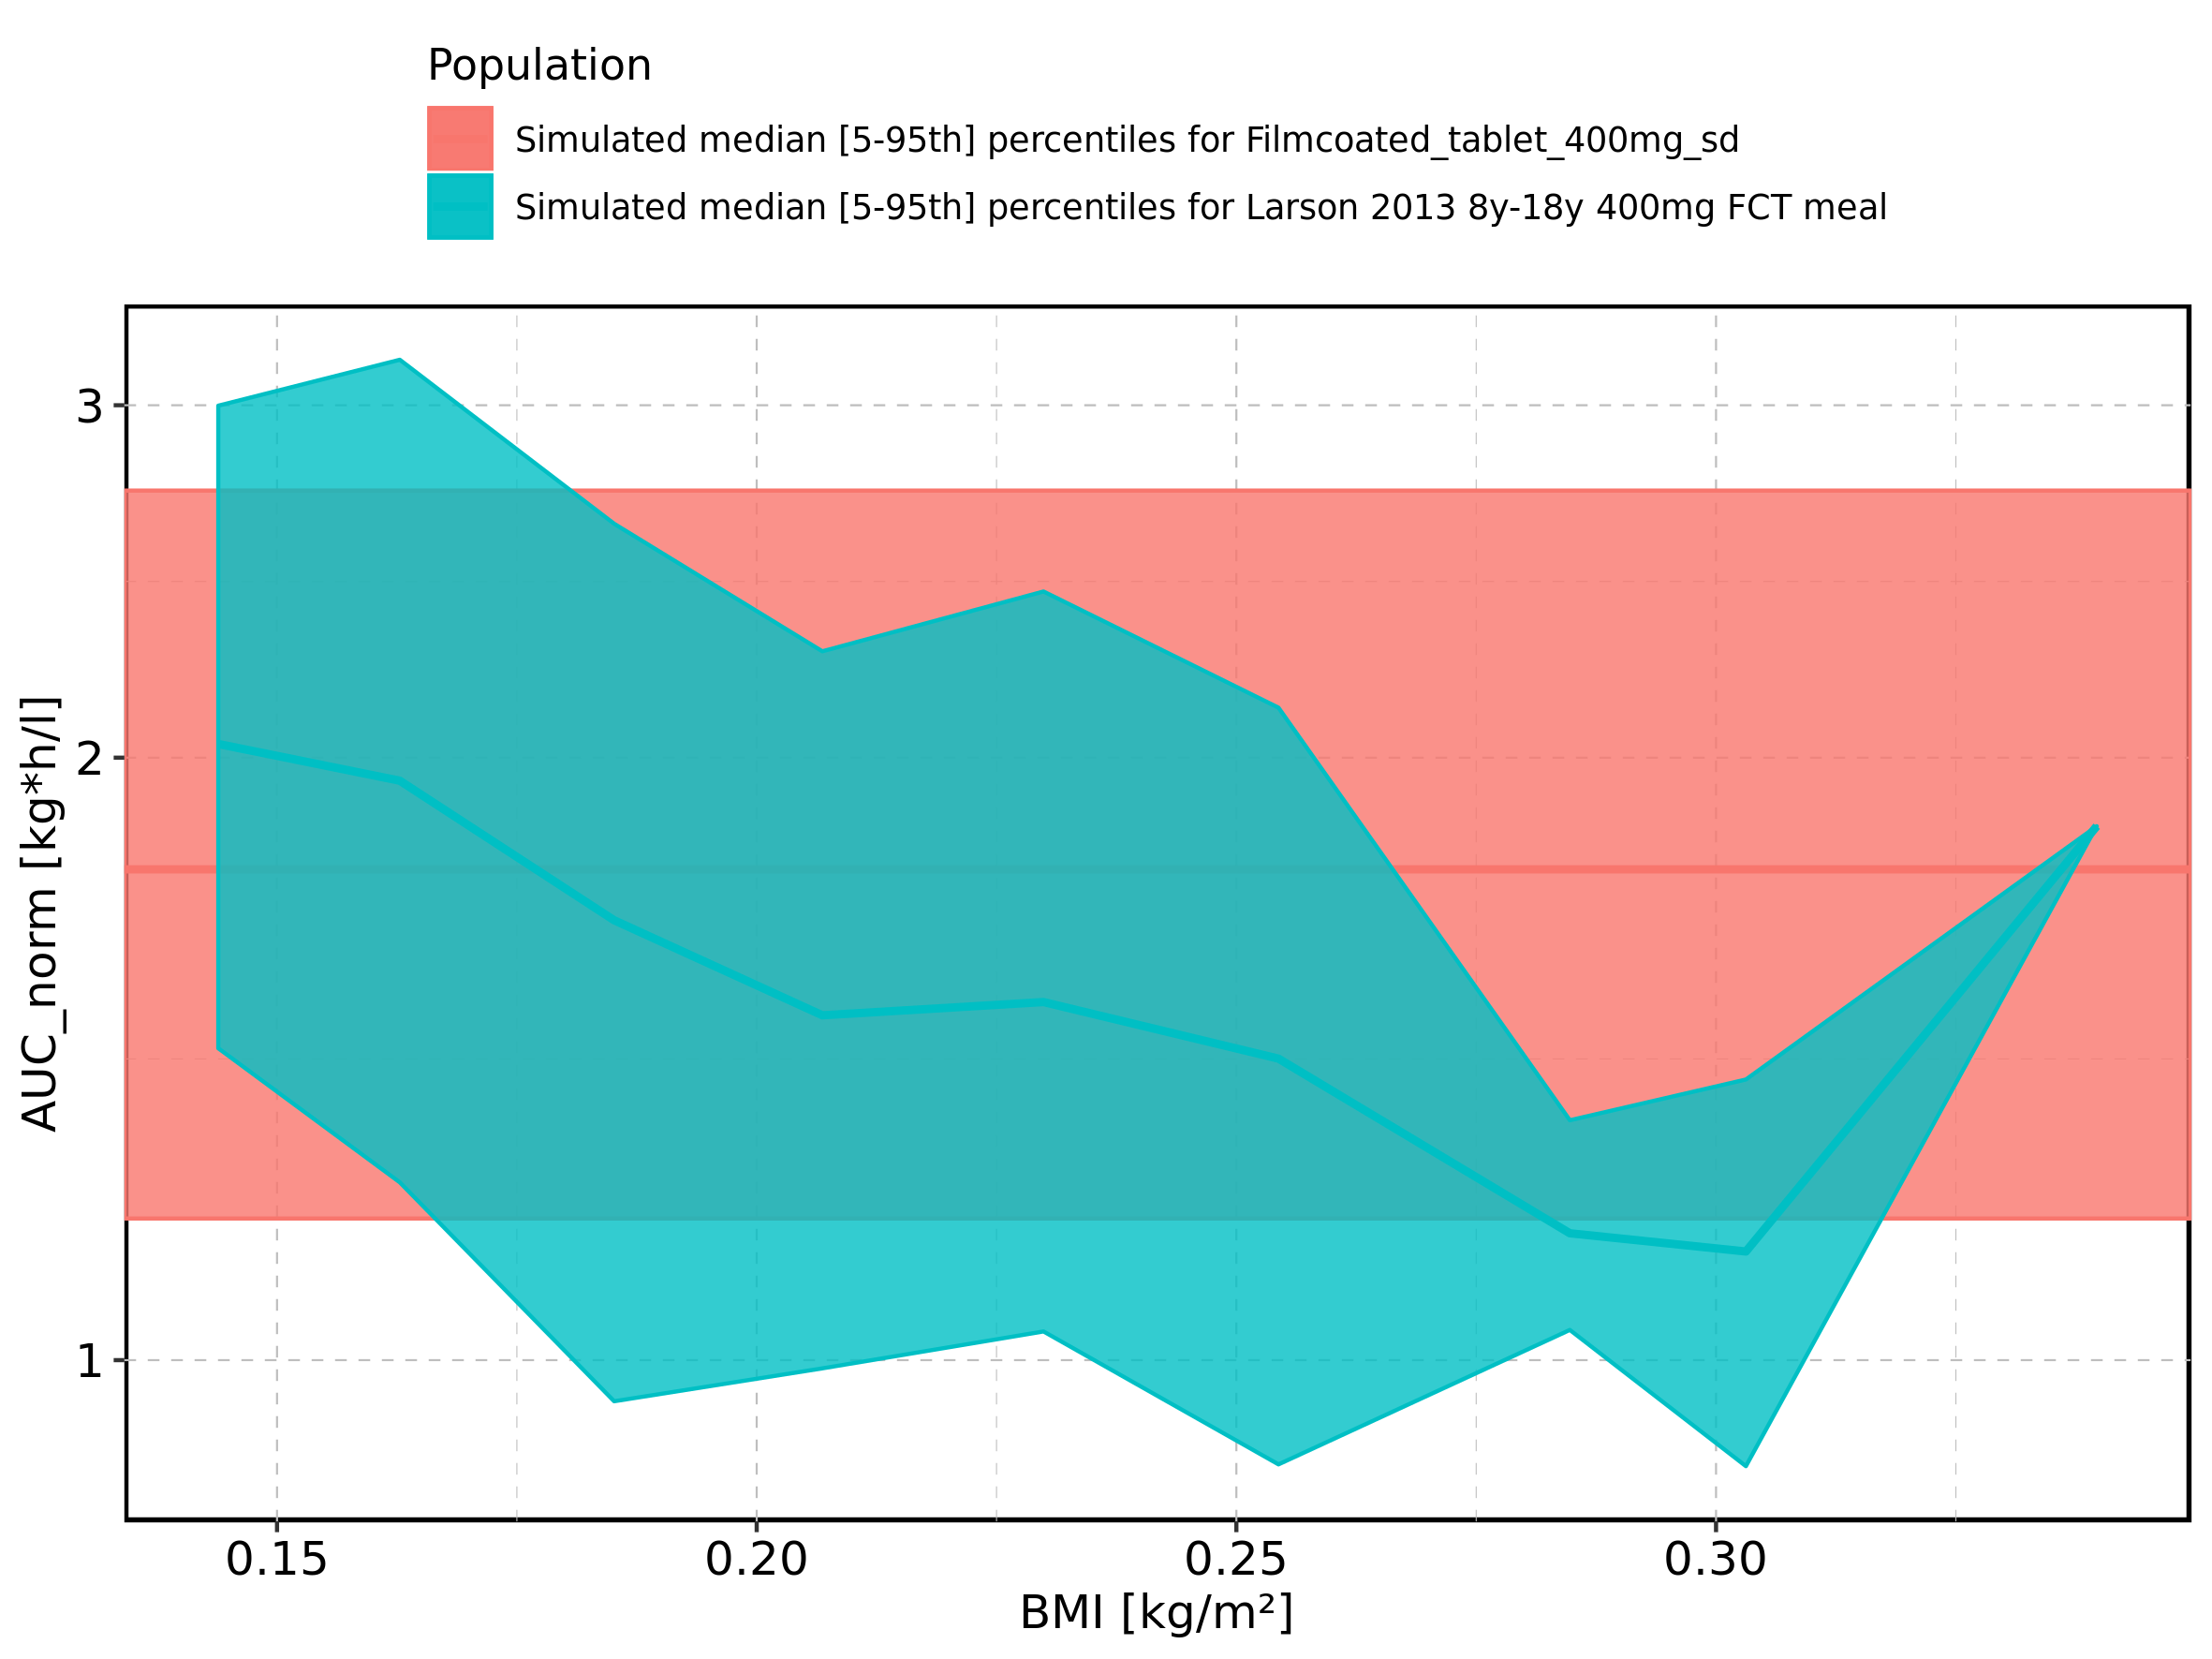 Population
Simulated median [5-95th] percentiles for Filmcoated_tablet_400mg_sd
Simulated median [5-95th] percentiles for Larson 2013 8y-18y 400mg FCT meal
3
2
1
AUC_norm [kg*h/l]
0.15 0.20 0.25 0.30
BMI [kg/m²]